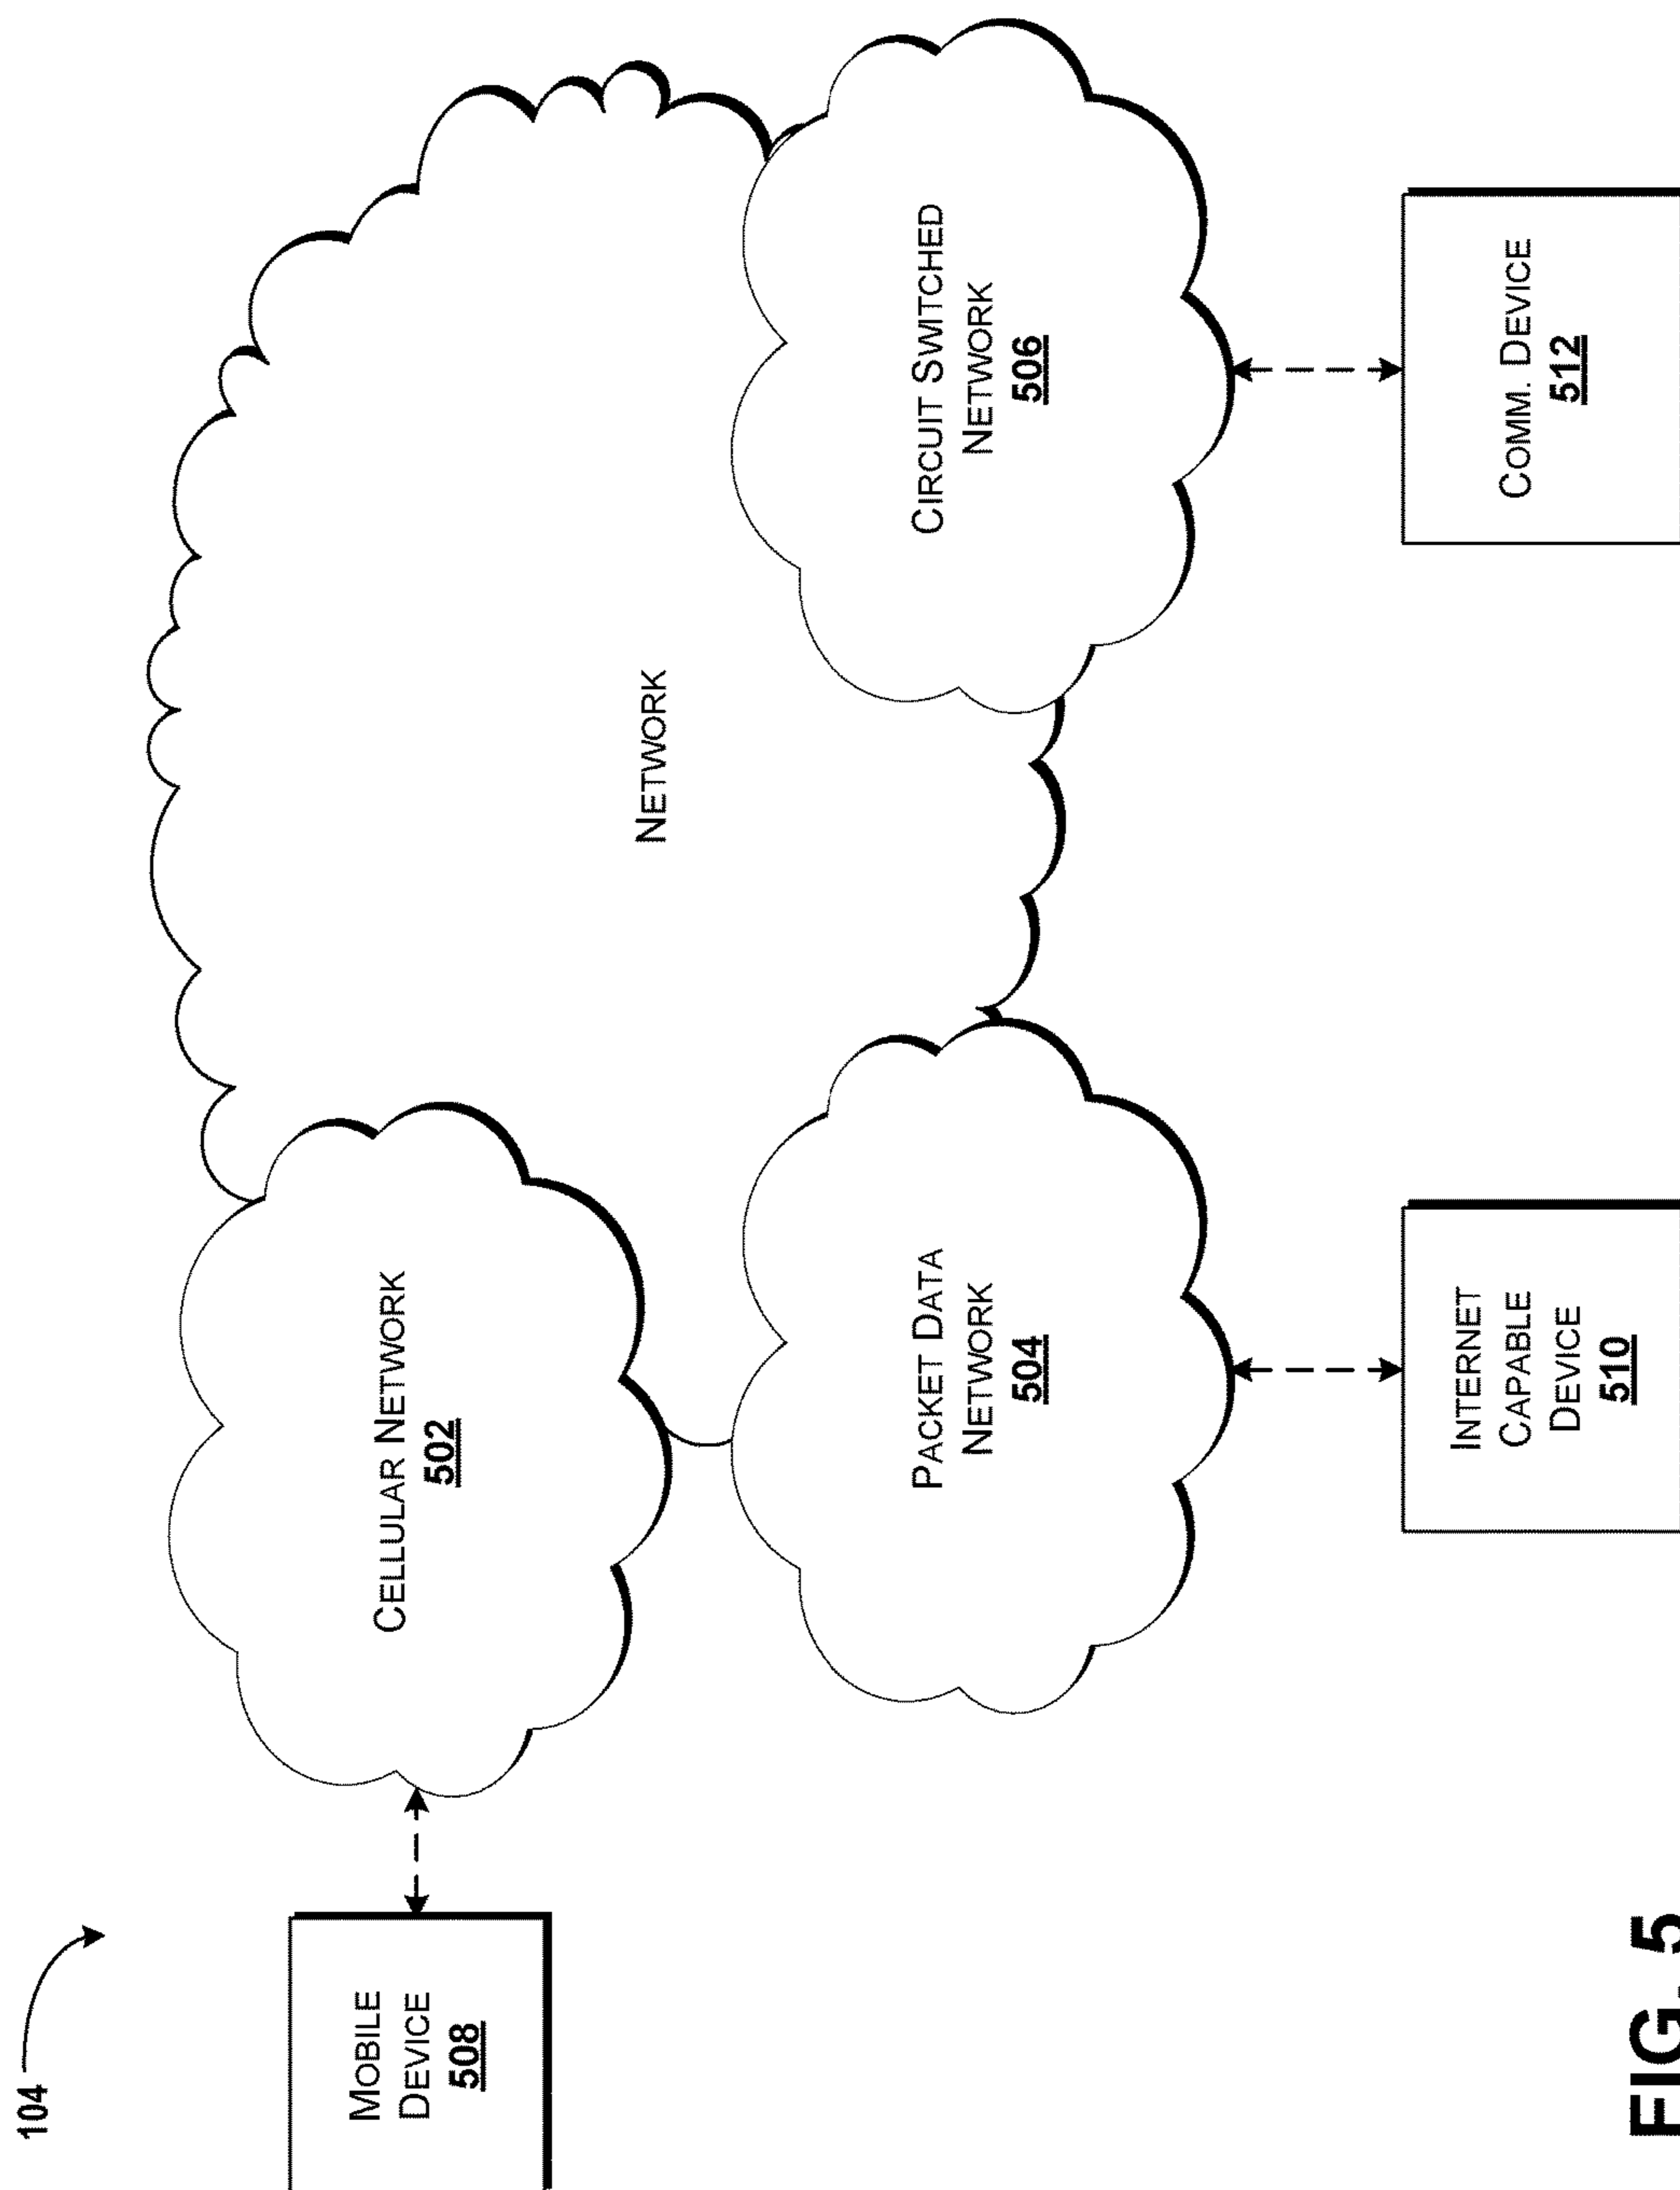 104
MOBILE
DEVICE
508
CELLULAR NETWORK
502
NETWORK
PACKET DATA
NETWORK
504
CIRCUIT SWITCHED
NETWORK
506
INTERNET
CAPABLE
DEVICE
510
COMM. DEVICE
512
FIG. 5